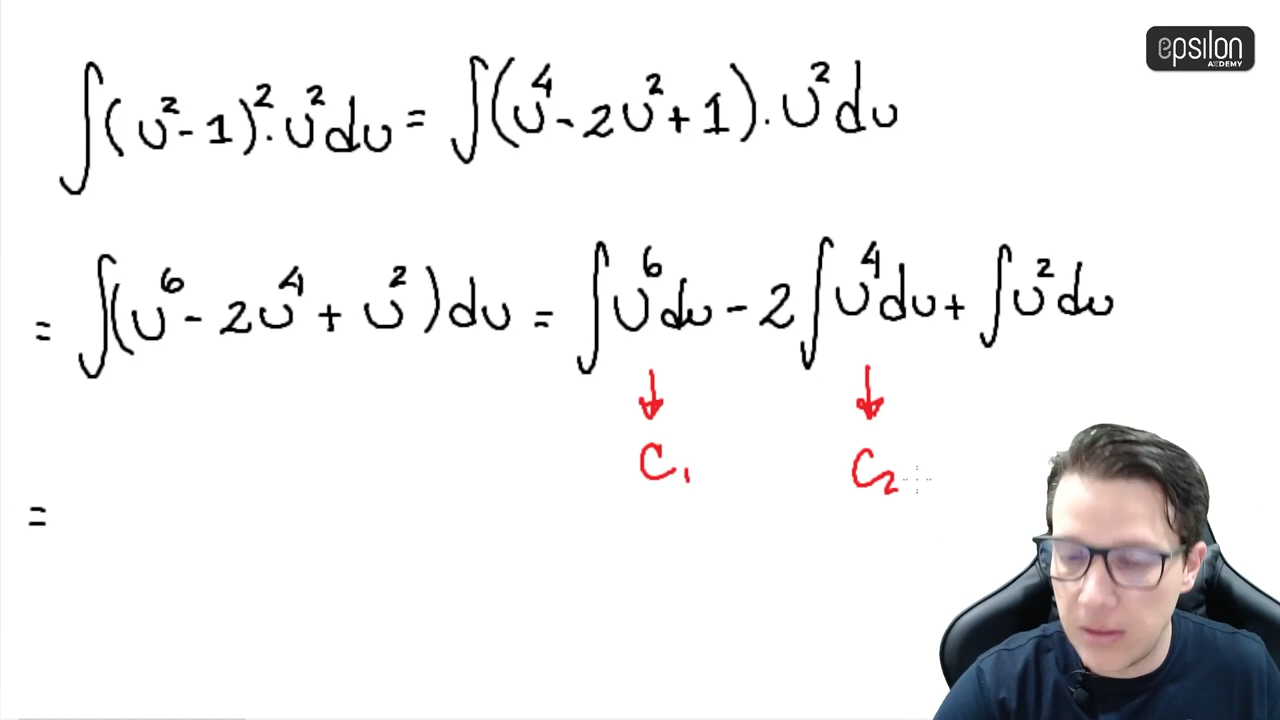 epsilon
AXDEMY
∫(u²-1)²·u²du = ∫(u⁴-2u²+1)·u²du
= ∫(u⁶-2u⁴+u²)du = ∫u⁶du-2∫u⁴du+∫u²du
↓ ↓
C₁ C₂
=